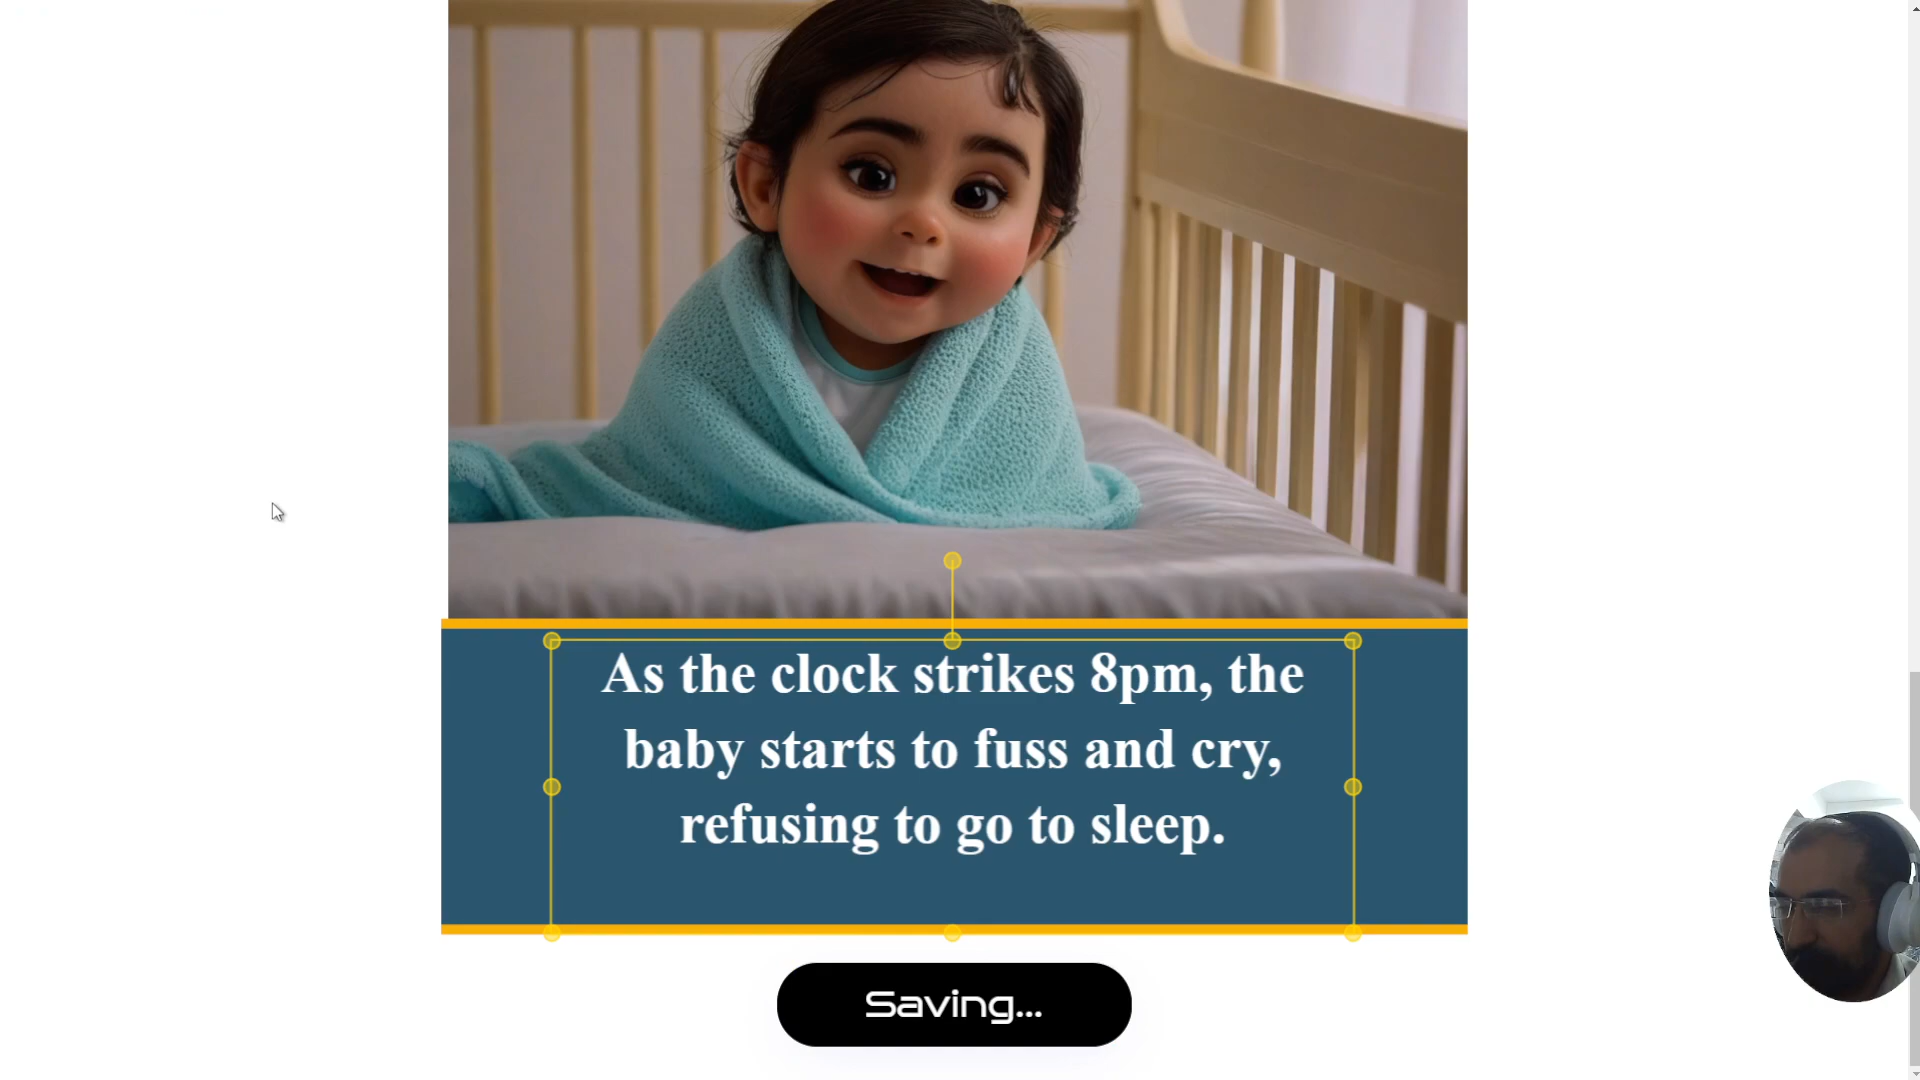 As the clock strikes 8pm, the
baby starts to fuss and cry,
refusing to go to sleep.
Saving...